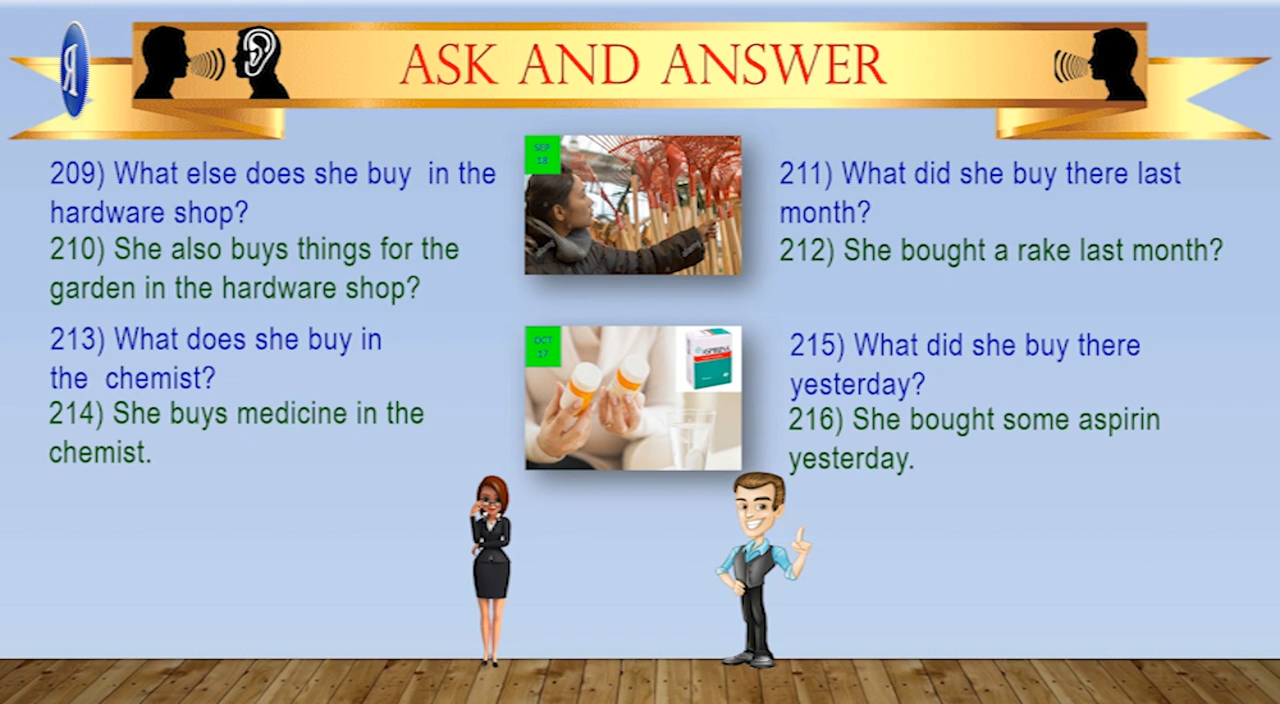 Я
ASK AND ANSWER
209) What else does she buy in the
hardware shop?
210) She also buys things for the
garden in the hardware shop?
SEP
18
211) What did she buy there last
month?
212) She bought a rake last month?
213) What does she buy in
the chemist?
214) She buys medicine in the
chemist.
OCT
17
ASPIRINA
215) What did she buy there
yesterday?
216) She bought some aspirin
yesterday.